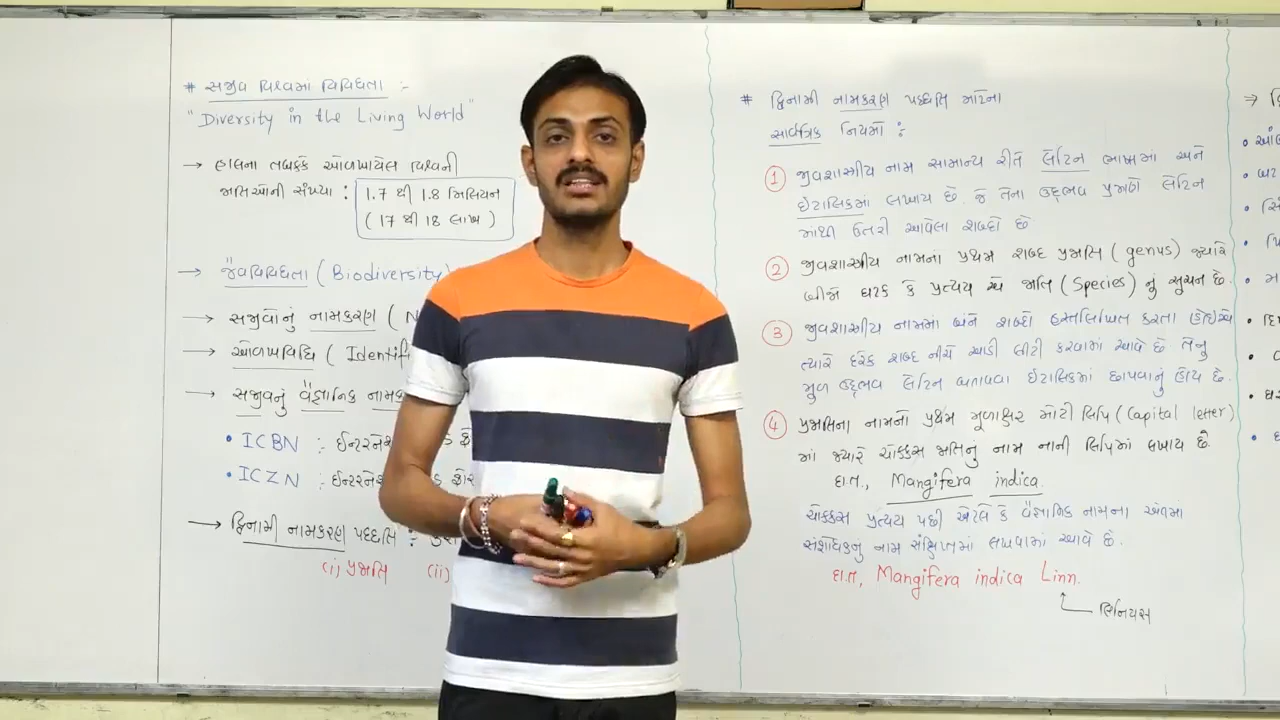 # સજીવ વિશ્વમાં વિવિધતા :-
"Diversity in the Living World"
→ હાલના તબક્કે ઓળખાયેલ વિશ્વની
જાતિઓની સંખ્યા : 1.7 થી 1.8 મિલિયન
( 17 થી 18 લાખ )
→ જૈવવિવિધતા ( Biodiversity)
→ સજીવોનું નામકરણ ( N
→ ઓળખવિધિ ( Identif
→ સજીવનું વૈજ્ઞાનિક નામક
• ICBN : ઈન્ટરને
• ICZN : ઈન્ટરને
→ દ્વિનામી નામકરણ પદ્ધતિ :
(i) પ્રજાતિ (ii)
# દ્વિનામી નામકરણ પદ્ધતિ માટેના
સાર્વત્રિક નિયમો :
① જીવશાસ્ત્રીય નામ સામાન્ય રીતે લેટિન ભાષામાં અને
ઈટાલિકમાં લખાય છે. જે તેના ઉદ્દભવ પ્રમાણે લેટિન
માંથી ઉતરી આવેલા શબ્દો છે
② જીવશાસ્ત્રીય નામના પ્રથમ શબ્દ પ્રજાતિ ( genus) જ્યારે
બીજો ઘટક કે પ્રત્યય એ જાતિ ( Species) નું સૂચન છે.
③ જીવશાસ્ત્રીય નામમાં બંને શબ્દો હસ્તલિખિત કરતા હોઈએ
ત્યારે દરેક શબ્દ નીચે આડી લીટી કરવામાં આવે છે તેનું
મુળ ઉદ્દભવ લેટિન બતાવવા ઈટાલિકમાં છાપવાનું હોય છે.
④ પ્રજાતિના નામનો પ્રથમ મૂળાક્ષર મોટી લિપિ ( Capital letter)
માં જ્યારે ચોક્કસ જાતિનું નામ નાની લિપિમાં લખાય છે.
દા.ત., Mangifera indica.
ચોક્કસ પ્રત્યય પછી એટલે કે વૈજ્ઞાનિક નામના અંતમાં
સંશોધકનું નામ સંક્ષિપ્તમાં લખવામાં આવે છે.
દા.ત., Mangifera indica Linn.
લિનિયસ